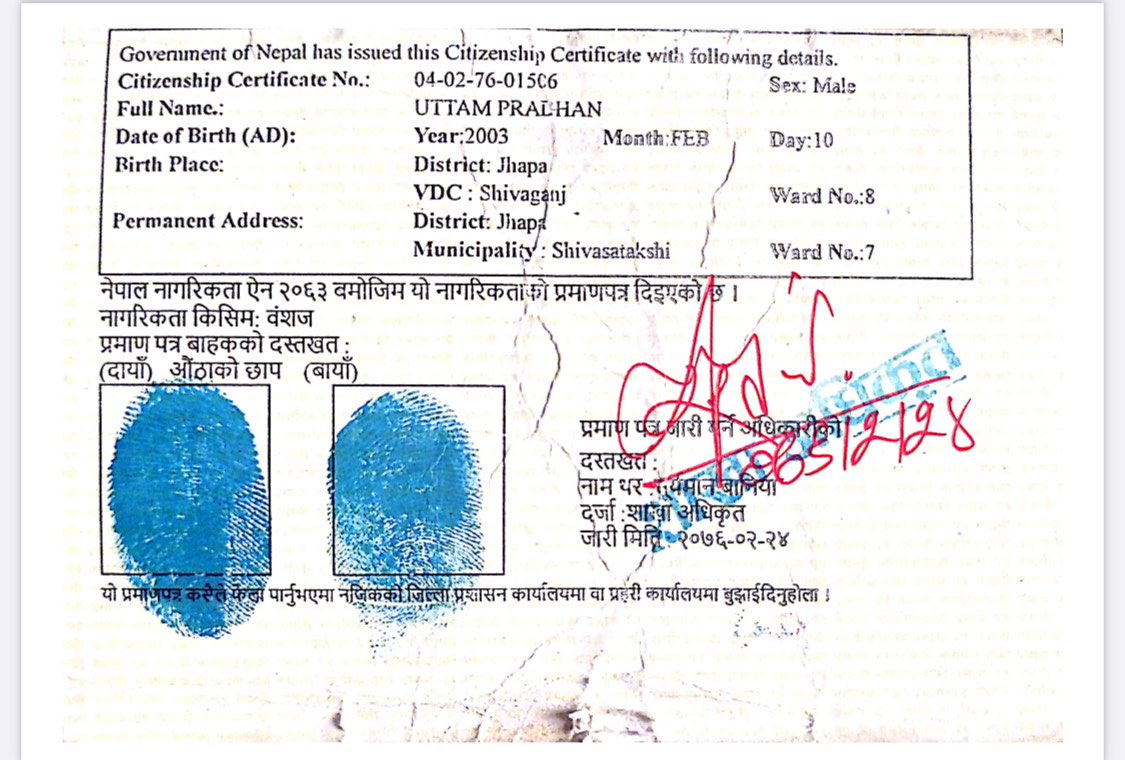 Government of Nepal has issued this Citizenship Certificate with following details.
Citizenship Certificate No.: 04-02-76-01506 Sex: Male
Full Name.: UTTAM PRADHAN
Date of Birth (AD): Year:2003 Month:FEB Day:10
Birth Place: District: Jhapa
VDC : Shivaganj Ward No.:8
Permanent Address: District: Jhapa
Municipality : Shivasatakshi Ward No.:7
नेपाल नागरिकता ऐन २०६३ बमोजिम यो नागरिकताको प्रमाणपत्र दिइएको छ ।
नागरिकता किसिम: वंशज
प्रमाण पत्र बाहकको दस्तखत :
(दायाँ) औंठाको छाप (बायाँ)
प्रमाण पत्र जारी गर्ने अधिकारीको
दस्तखत :
नाम थर : बानिया
दर्जा :शाखा अधिकृत
जारी मिति : २०७६-०२-२४
यो प्रमाणपत्र कसैले फेला पार्नुभएमा नजिकको जिल्ला प्रशासन कार्यालयमा वा प्रहरी कार्यालयमा बुझाईदिनुहोला ।